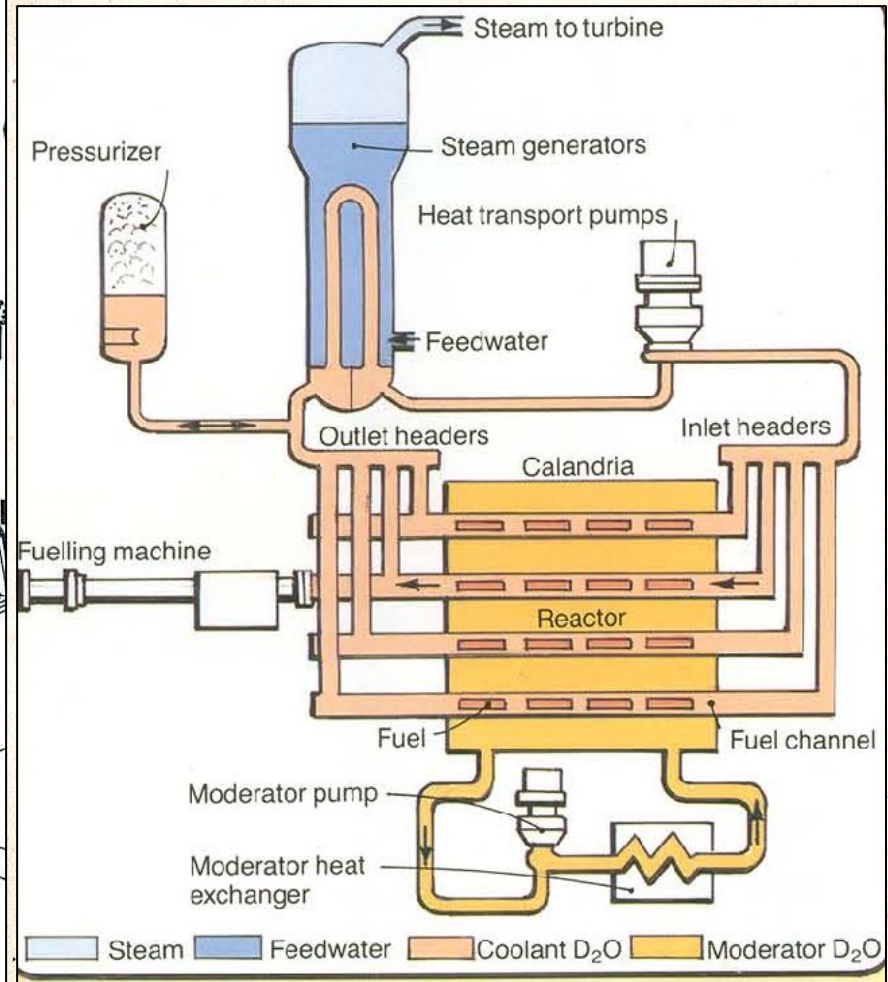 Steam to turbine
Pressurizer
Steam generators
Heat transport pumps
Feedwater
Outlet headers
Inlet headers
Calandria
Fuelling machine
Reactor
Fuel
Fuel channel
Moderator pump
Moderator heat
exchanger
Steam
Feedwater
Coolant D₂O
Moderator D₂O